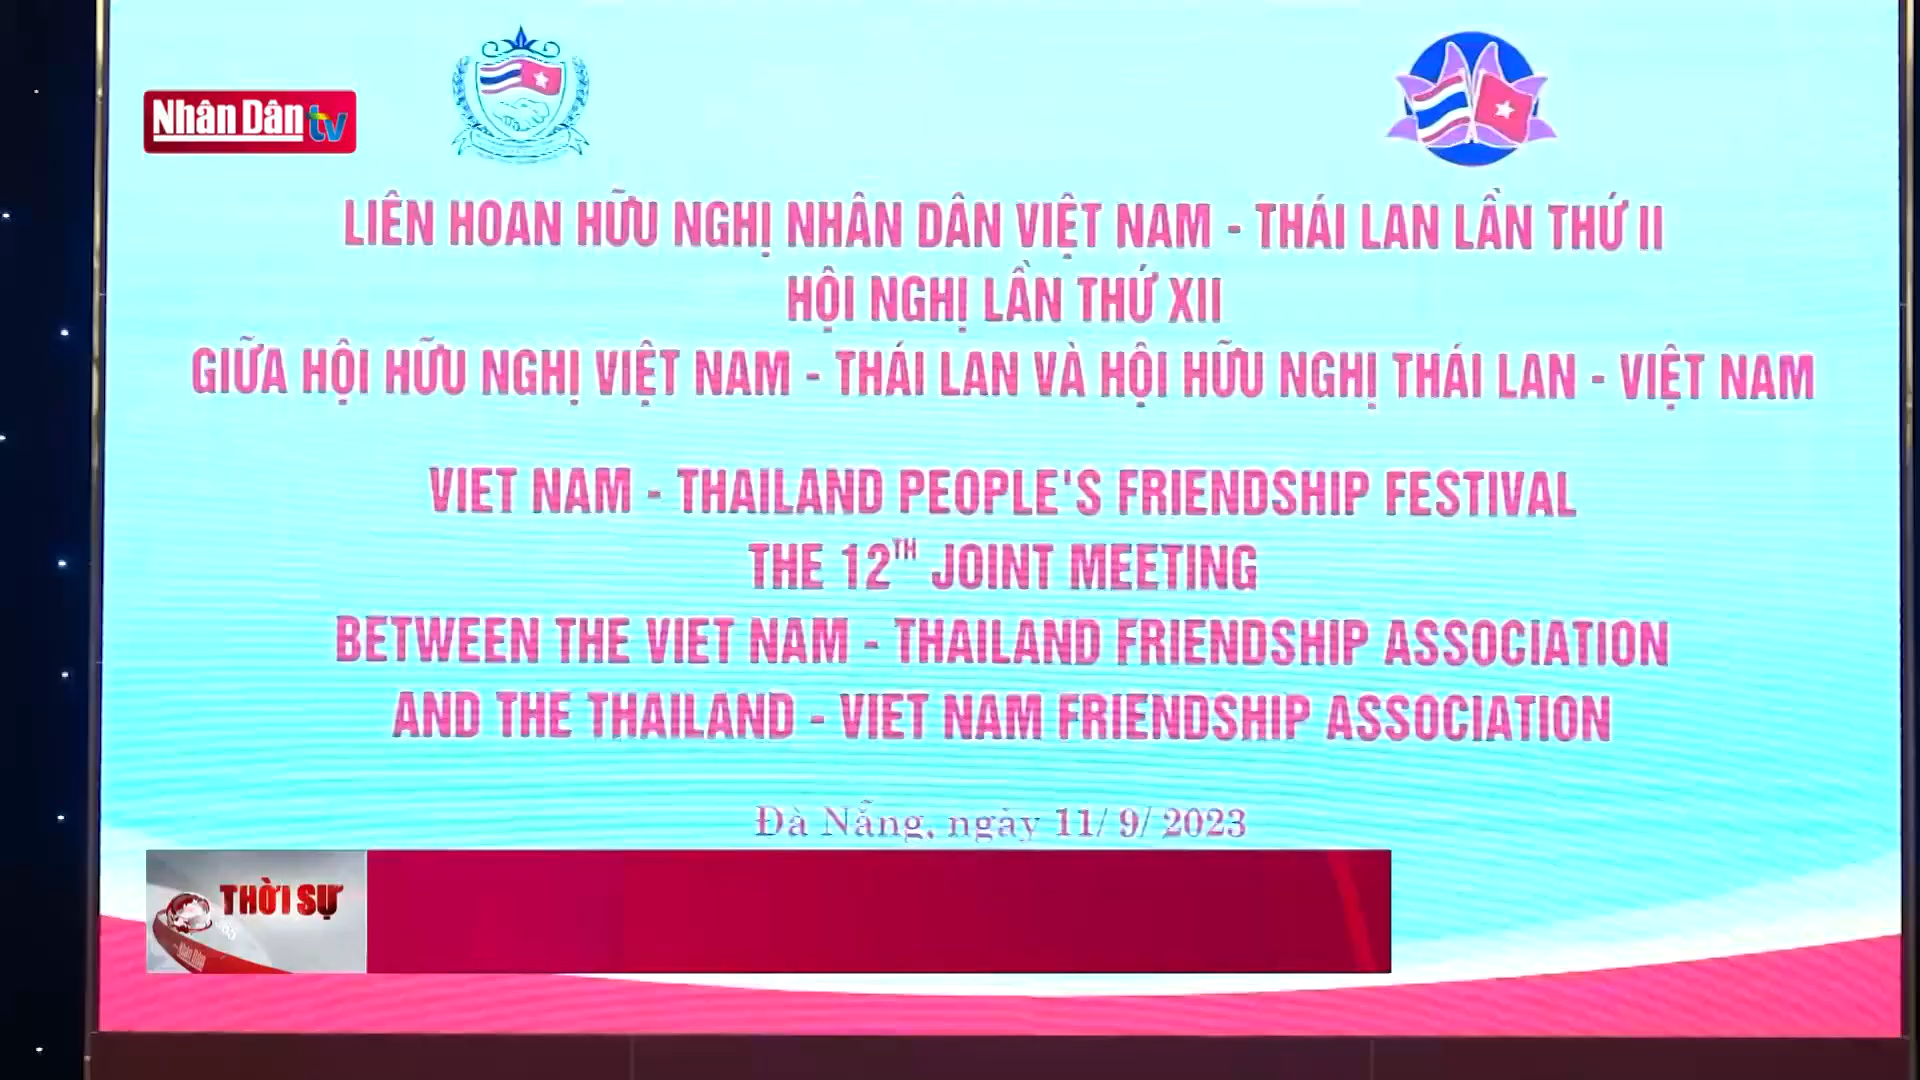 Nhân Dân tv
LIÊN HOAN HỮU NGHỊ NHÂN DÂN VIỆT NAM - THÁI LAN LẦN THỨ II
HỘI NGHỊ LẦN THỨ XII
GIỮA HỘI HỮU NGHỊ VIỆT NAM - THÁI LAN VÀ HỘI HỮU NGHỊ THÁI LAN - VIỆT NAM
VIET NAM - THAILAND PEOPLE'S FRIENDSHIP FESTIVAL
THE 12TH JOINT MEETING
BETWEEN THE VIET NAM - THAILAND FRIENDSHIP ASSOCIATION
AND THE THAILAND - VIET NAM FRIENDSHIP ASSOCIATION
Đà Nẵng, ngày 11/ 9/ 2023
THỜI SỰ
Nhân Dân